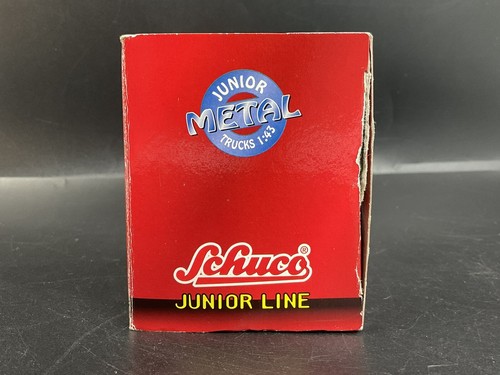 JUNIOR
METAL
TRUCKS 1:43
Schuco®
JUNIOR LINE